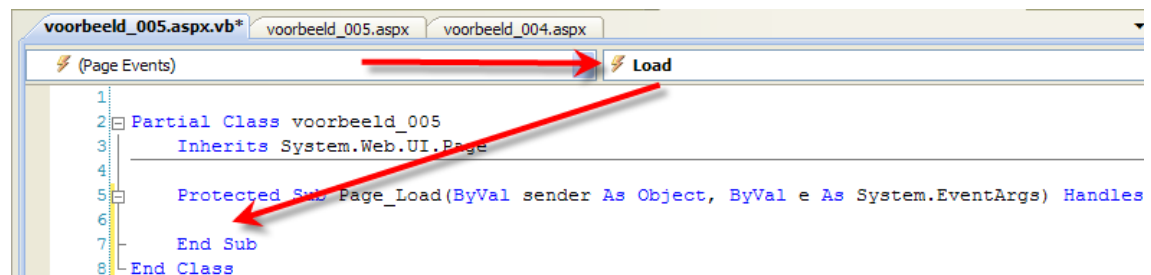 voorbeeld_005.aspx.vb* voorbeeld_005.aspx voorbeeld_004.aspx
(Page Events) Load
1
2 Partial Class voorbeeld_005
3 Inherits System.Web.UI.Page
4
5 Protected Sub Page_Load(ByVal sender As Object, ByVal e As System.EventArgs) Handles
6
7 End Sub
8 End Class